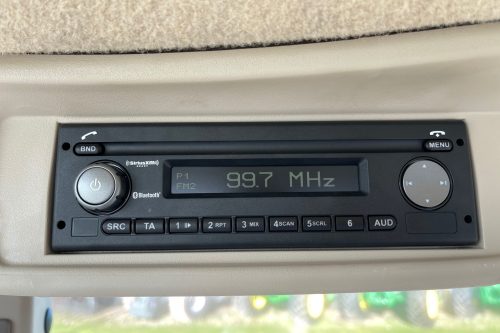 BND
MENU
((SiriusXM))
READY
P1
99.7 MHz
FM2
Bluetooth
SRC TA 1 2 RPT 3 MIX 4 SCAN 5 SCRL 6 AUD